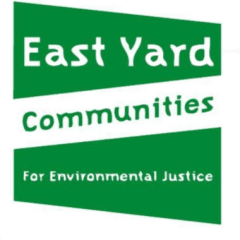 East Yard
Communities
For Environmental Justice